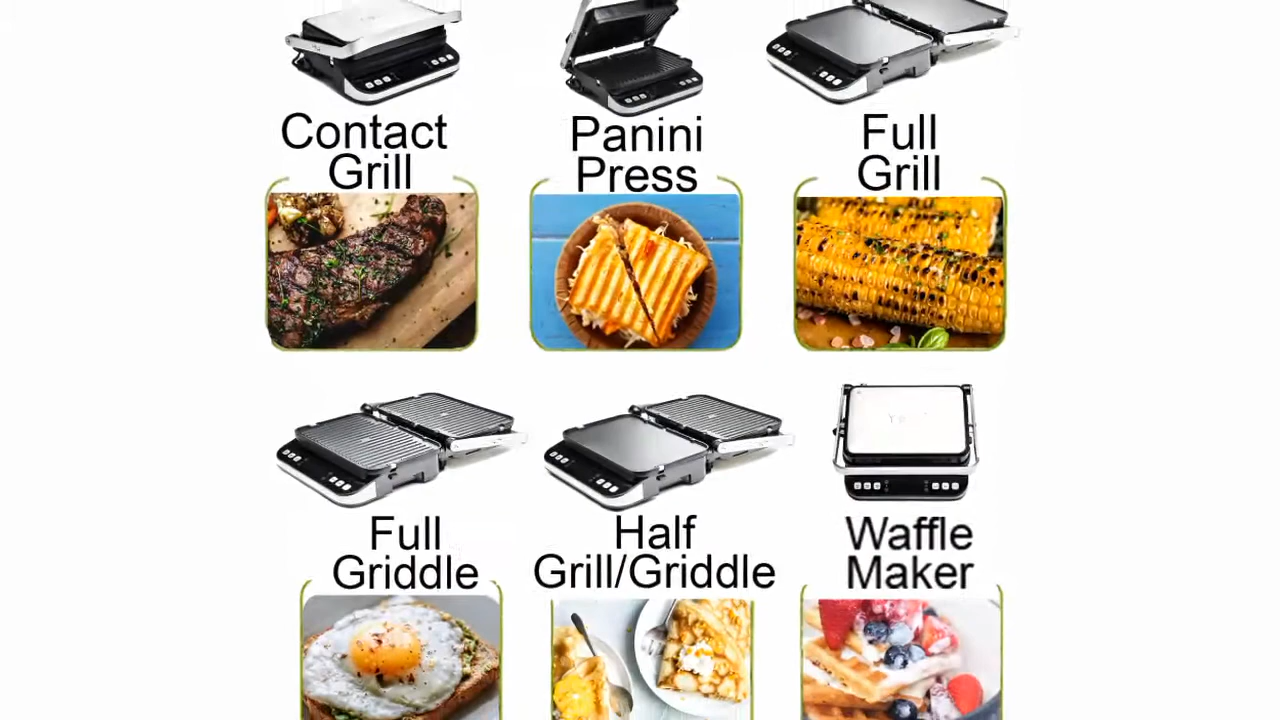 Contact
Grill
Panini
Press
Full
Grill
Full
Griddle
Half
Grill/Griddle
Waffle
Maker